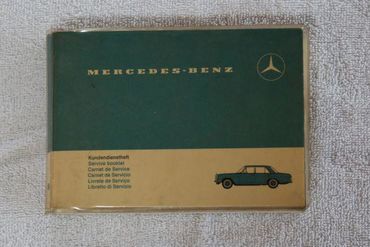 MERCEDES-BENZ
Kundendienstheft
Service booklet
Carnet de Service
Carnet de Servicio
Livrete de Serviço
Libretto di Servizio